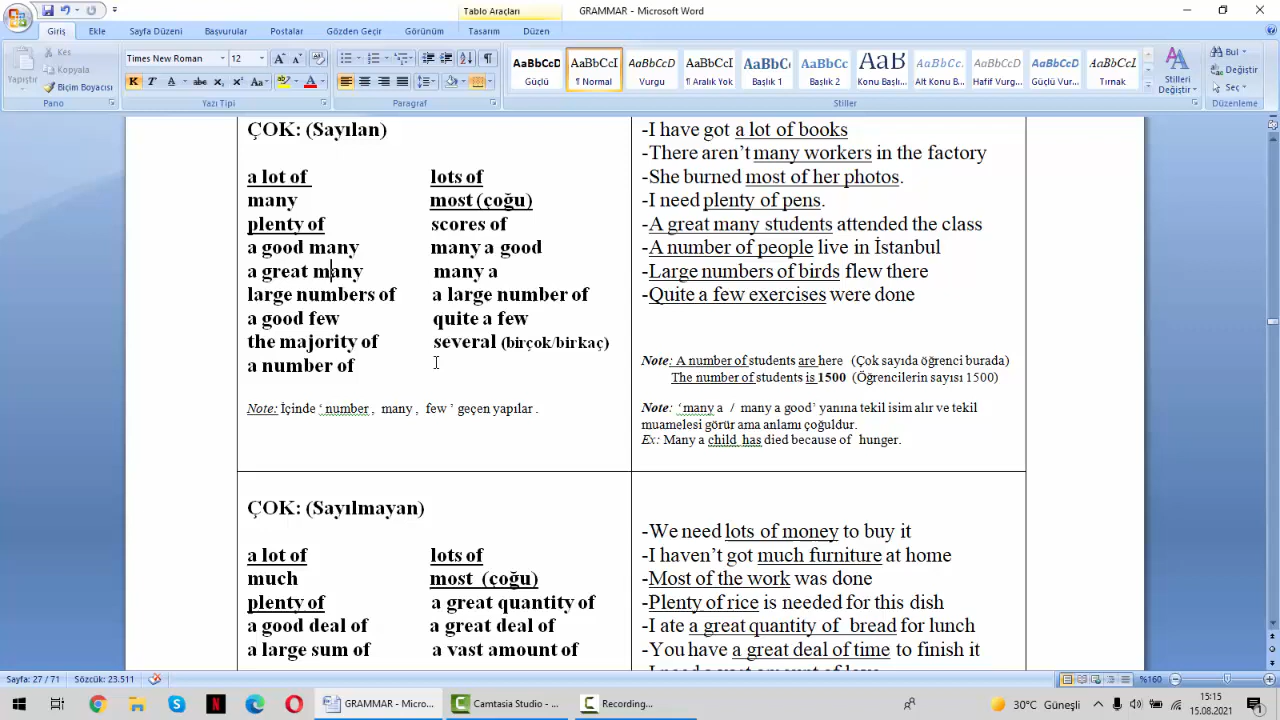 Tablo Araçları
GRAMMAR - Microsoft Word
Giriş Ekle Sayfa Düzeni Başvurular Postalar Gözden Geçir Görünüm Tasarım Düzen
Yapıştır
Kes
Kopyala
Biçim Boyacısı
Pano
Times New Roman 12
Yazı Tipi
Paragraf
AaBbCcD AaBbCcI AaBbCcD AaBbCcI AaBbC AaBbCc AaB AaBbCc. AaBbCcD AaBbCcD AaBbCcI
Güçlü ¶ Normal Vurgu ¶ Aralık Yok Başlık 1 Başlık 2 Konu Başlı... Alt Konu B... Hafif Vurg... Güçlü Vur... Tırnak
Stiller
Stilleri Değiştir
Bul
Değiştir
Seç
Düzenleme
ÇOK: (Sayılan)
a lot of lots of
many most (çoğu)
plenty of scores of
a good many many a good
a great many many a
large numbers of a large number of
a good few quite a few
the majority of several (birçok/birkaç)
a number of
Note: İçinde ‘ number , many , few ’ geçen yapılar .
-I have got a lot of books
-There aren’t many workers in the factory
-She burned most of her photos.
-I need plenty of pens.
-A great many students attended the class
-A number of people live in İstanbul
-Large numbers of birds flew there
-Quite a few exercises were done
Note: A number of students are here (Çok sayıda öğrenci burada)
The number of students is 1500 (Öğrencilerin sayısı 1500)
Note: ‘many a / many a good’ yanına tekil isim alır ve tekil
muamelesi görür ama anlamı çoğuldur.
Ex: Many a child has died because of hunger.
ÇOK: (Sayılmayan)
a lot of lots of
much most (çoğu)
plenty of a great quantity of
a good deal of a great deal of
a large sum of a vast amount of
-We need lots of money to buy it
-I haven’t got much furniture at home
-Most of the work was done
-Plenty of rice is needed for this dish
-I ate a great quantity of bread for lunch
-You have a great deal of time to finish it
-I need a vast amount of love
Sayfa: 27 / 71 Sözcük: 23.511 %160
GRAMMAR - Micros... Camtasia Studio - ... Recording...
30°C Güneşli
15:15
15.08.2021